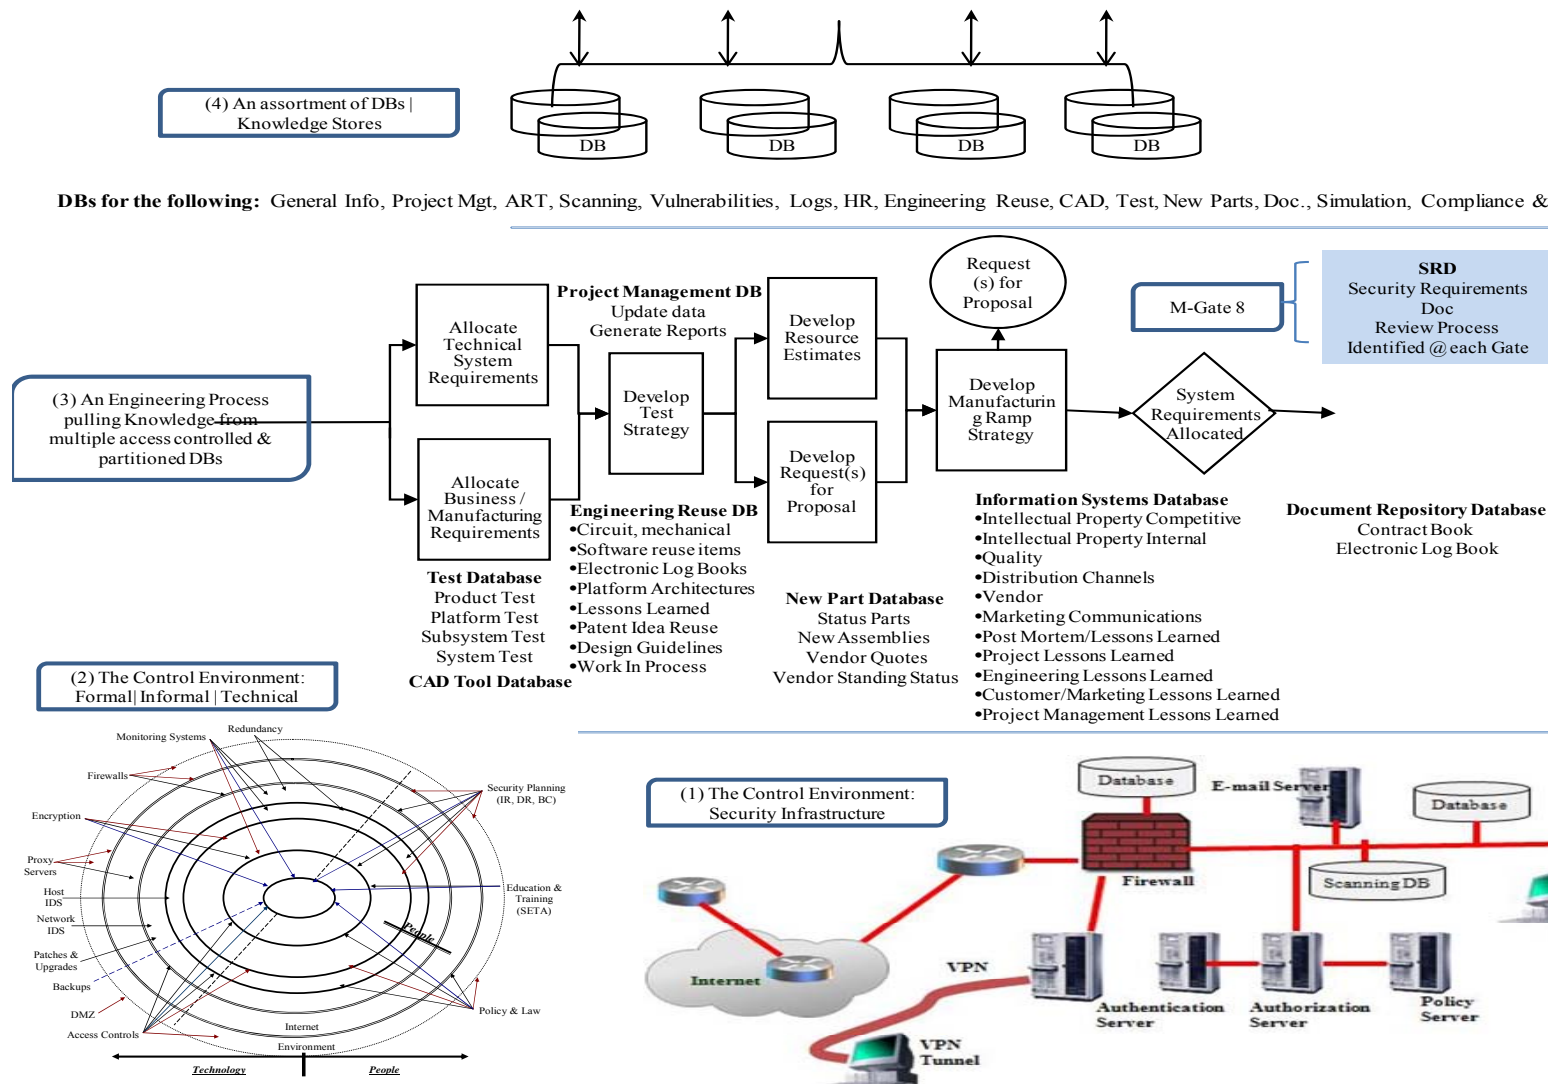 (4) An assortment of DBs |
Knowledge Stores
DB
DB
DB
DB
DBs for the following: General Info, Project Mgt, ART, Scanning, Vulnerabilities, Logs, HR, Engineering Reuse, CAD, Test, New Parts, Doc., Simulation, Compliance &
(3) An Engineering Process
pulling Knowledge from
multiple access controlled &
partitioned DBs
Allocate
Technical
System
Requirements
Allocate
Business /
Manufacturing
Requirements
Project Management DB
Update data
Generate Reports
Develop
Test
Strategy
Develop
Resource
Estimates
Develop
Request(s)
for
Proposal
Request
(s) for
Proposal
Develop
Manufacturin
g Ramp
Strategy
M-Gate 8
SRD
Security Requirements
Doc
Review Process
Identified @ each Gate
System
Requirements
Allocated
Test Database
Product Test
Platform Test
Subsystem Test
System Test
CAD Tool Database
Engineering Reuse DB
•Circuit, mechanical
•Software reuse items
•Electronic Log Books
•Platform Architectures
•Lessons Learned
•Patent Idea Reuse
•Design Guidelines
•Work In Process
New Part Database
Status Parts
New Assemblies
Vendor Quotes
Vendor Standing Status
Information Systems Database
•Intellectual Property Competitive
•Intellectual Property Internal
•Quality
•Distribution Channels
•Vendor
•Marketing Communications
•Post Mortem/Lessons Learned
•Project Lessons Learned
•Engineering Lessons Learned
•Customer/Marketing Lessons Learned
•Project Management Lessons Learned
Document Repository Database
Contract Book
Electronic Log Book
(2) The Control Environment:
Formal| Informal | Technical
Redundancy
Monitoring Systems
Firewalls
Encryption
Proxy
Servers
Host
IDS
Network
IDS
Patches &
Upgrades
Backups
DMZ
Access Controls
Security Planning
(IR, DR, BC)
Education &
Training
(SETA)
People
Policy & Law
Internet
Environment
Technology
People
(1) The Control Environment:
Security Infrastructure
Database
E-mail Server
Database
Firewall
Scanning DB
Internet
VPN
Authentication
Server
Authorization
Server
Policy
Server
VPN
Tunnel